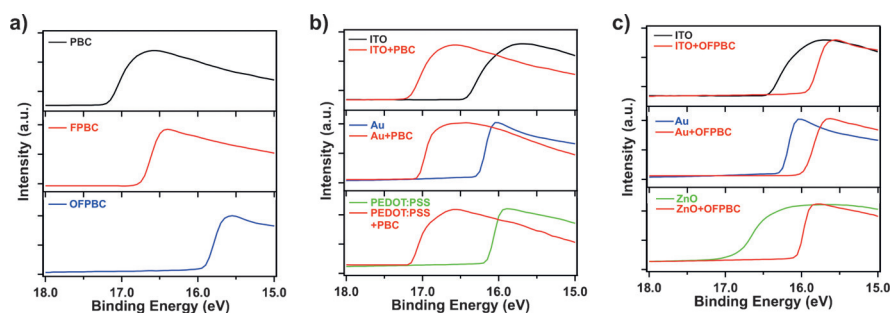 a)
PBC
FPBC
OFPBC
Intensity (a.u.)
18.0 17.0 16.0 15.0
Binding Energy (eV)
b)
ITO
ITO+PBC
Au
Au+PBC
PEDOT:PSS
PEDOT:PSS
+PBC
Intensity (a.u.)
18.0 17.0 16.0 15.0
Binding Energy (eV)
c)
ITO
ITO+OFPBC
Au
Au+OFPBC
ZnO
ZnO+OFPBC
Intensity (a.u.)
18.0 17.0 16.0 15.0
Binding Energy (eV)